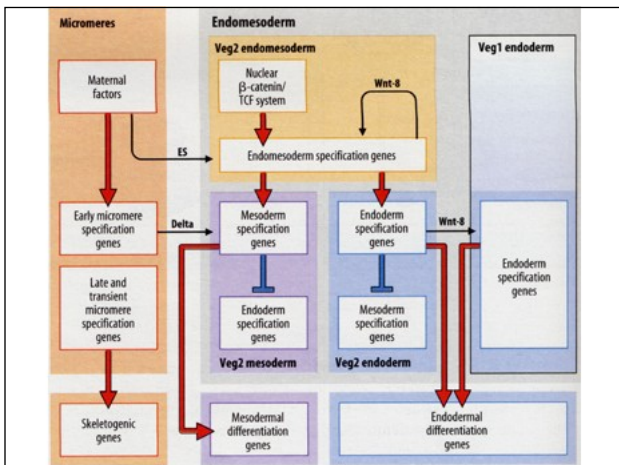 Micromeres
Endomesoderm
Veg2 endomesoderm
Veg1 endoderm
Maternal
factors
Nuclear
β-catenin/
TCF system
Wnt-8
ES
Endomesoderm specification genes
Early micromere
specification
genes
Delta
Mesoderm
specification
genes
Endoderm
specification
genes
Wnt-8
Endoderm
specification
genes
Late and
transient
micromere
specification
genes
Endoderm
specification
genes
Mesoderm
specification
genes
Veg2 mesoderm
Veg2 endoderm
Skeletogenic
genes
Mesodermal
differentiation
genes
Endodermal
differentiation
genes